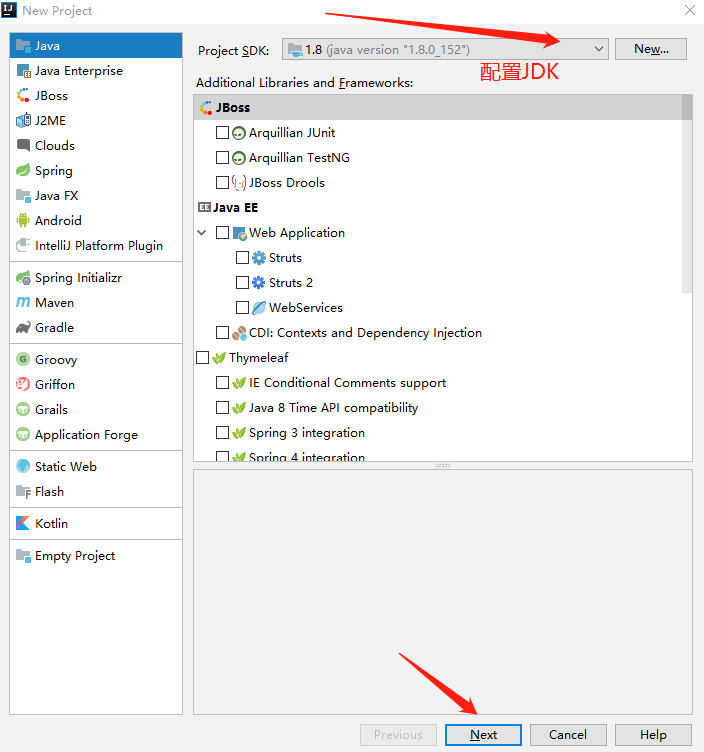 New Project
Java
Java Enterprise
JBoss
J2ME
Clouds
Spring
Java FX
Android
IntelliJ Platform Plugin
Spring Initializr
Maven
Gradle
Groovy
Griffon
Grails
Application Forge
Static Web
Flash
Kotlin
Empty Project
Project SDK: 1.8 (java version "1.8.0_152") New...
配置JDK
Additional Libraries and Frameworks:
JBoss
Arquillian JUnit
Arquillian TestNG
JBoss Drools
Java EE
Web Application
Struts
Struts 2
WebServices
CDI: Contexts and Dependency Injection
Thymeleaf
IE Conditional Comments support
Java 8 Time API compatibility
Spring 3 integration
Spring 4 integration
Previous Next Cancel Help